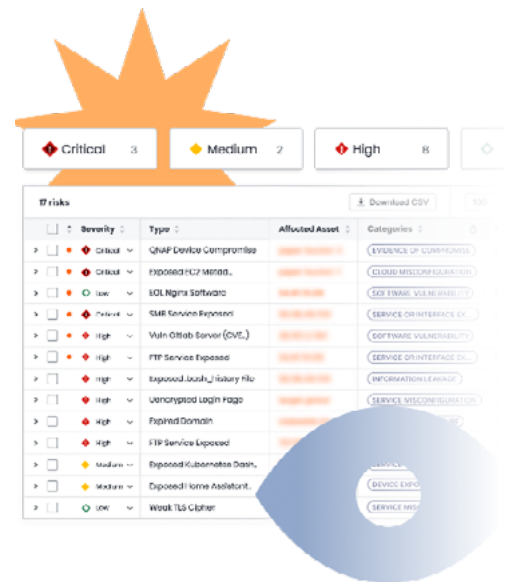 Critical 3
Medium 2
High 8
17 risks
Download CSV
Severity Type Affected Asset Categories
Critical QNAP Device Compromise EVIDENCE OF COMPROMISE
Critical Exposed EC2 Metad.. CLOUD MISCONFIGURATION
Low EOL Nginx Software SOFTWARE VULNERABILITY
Critical SMB Service Exposed SERVICE OR INTERFACE EX...
High Vuln Gitlab Server (CVE..) SOFTWARE VULNERABILITY
High FTP Service Exposed SERVICE OR INTERFACE EX...
High Exposed .bash_history File INFORMATION LEAKAGE
High Uencrypted Login Page SERVICE MISCONFIGURATION
High Expired Domain
High FTP Service Exposed
Medium Exposed Kubernetes Dash..
Medium Exposed Home Assistant.. DEVICE EXPO
Low Weak TLS Cipher SERVICE MIS